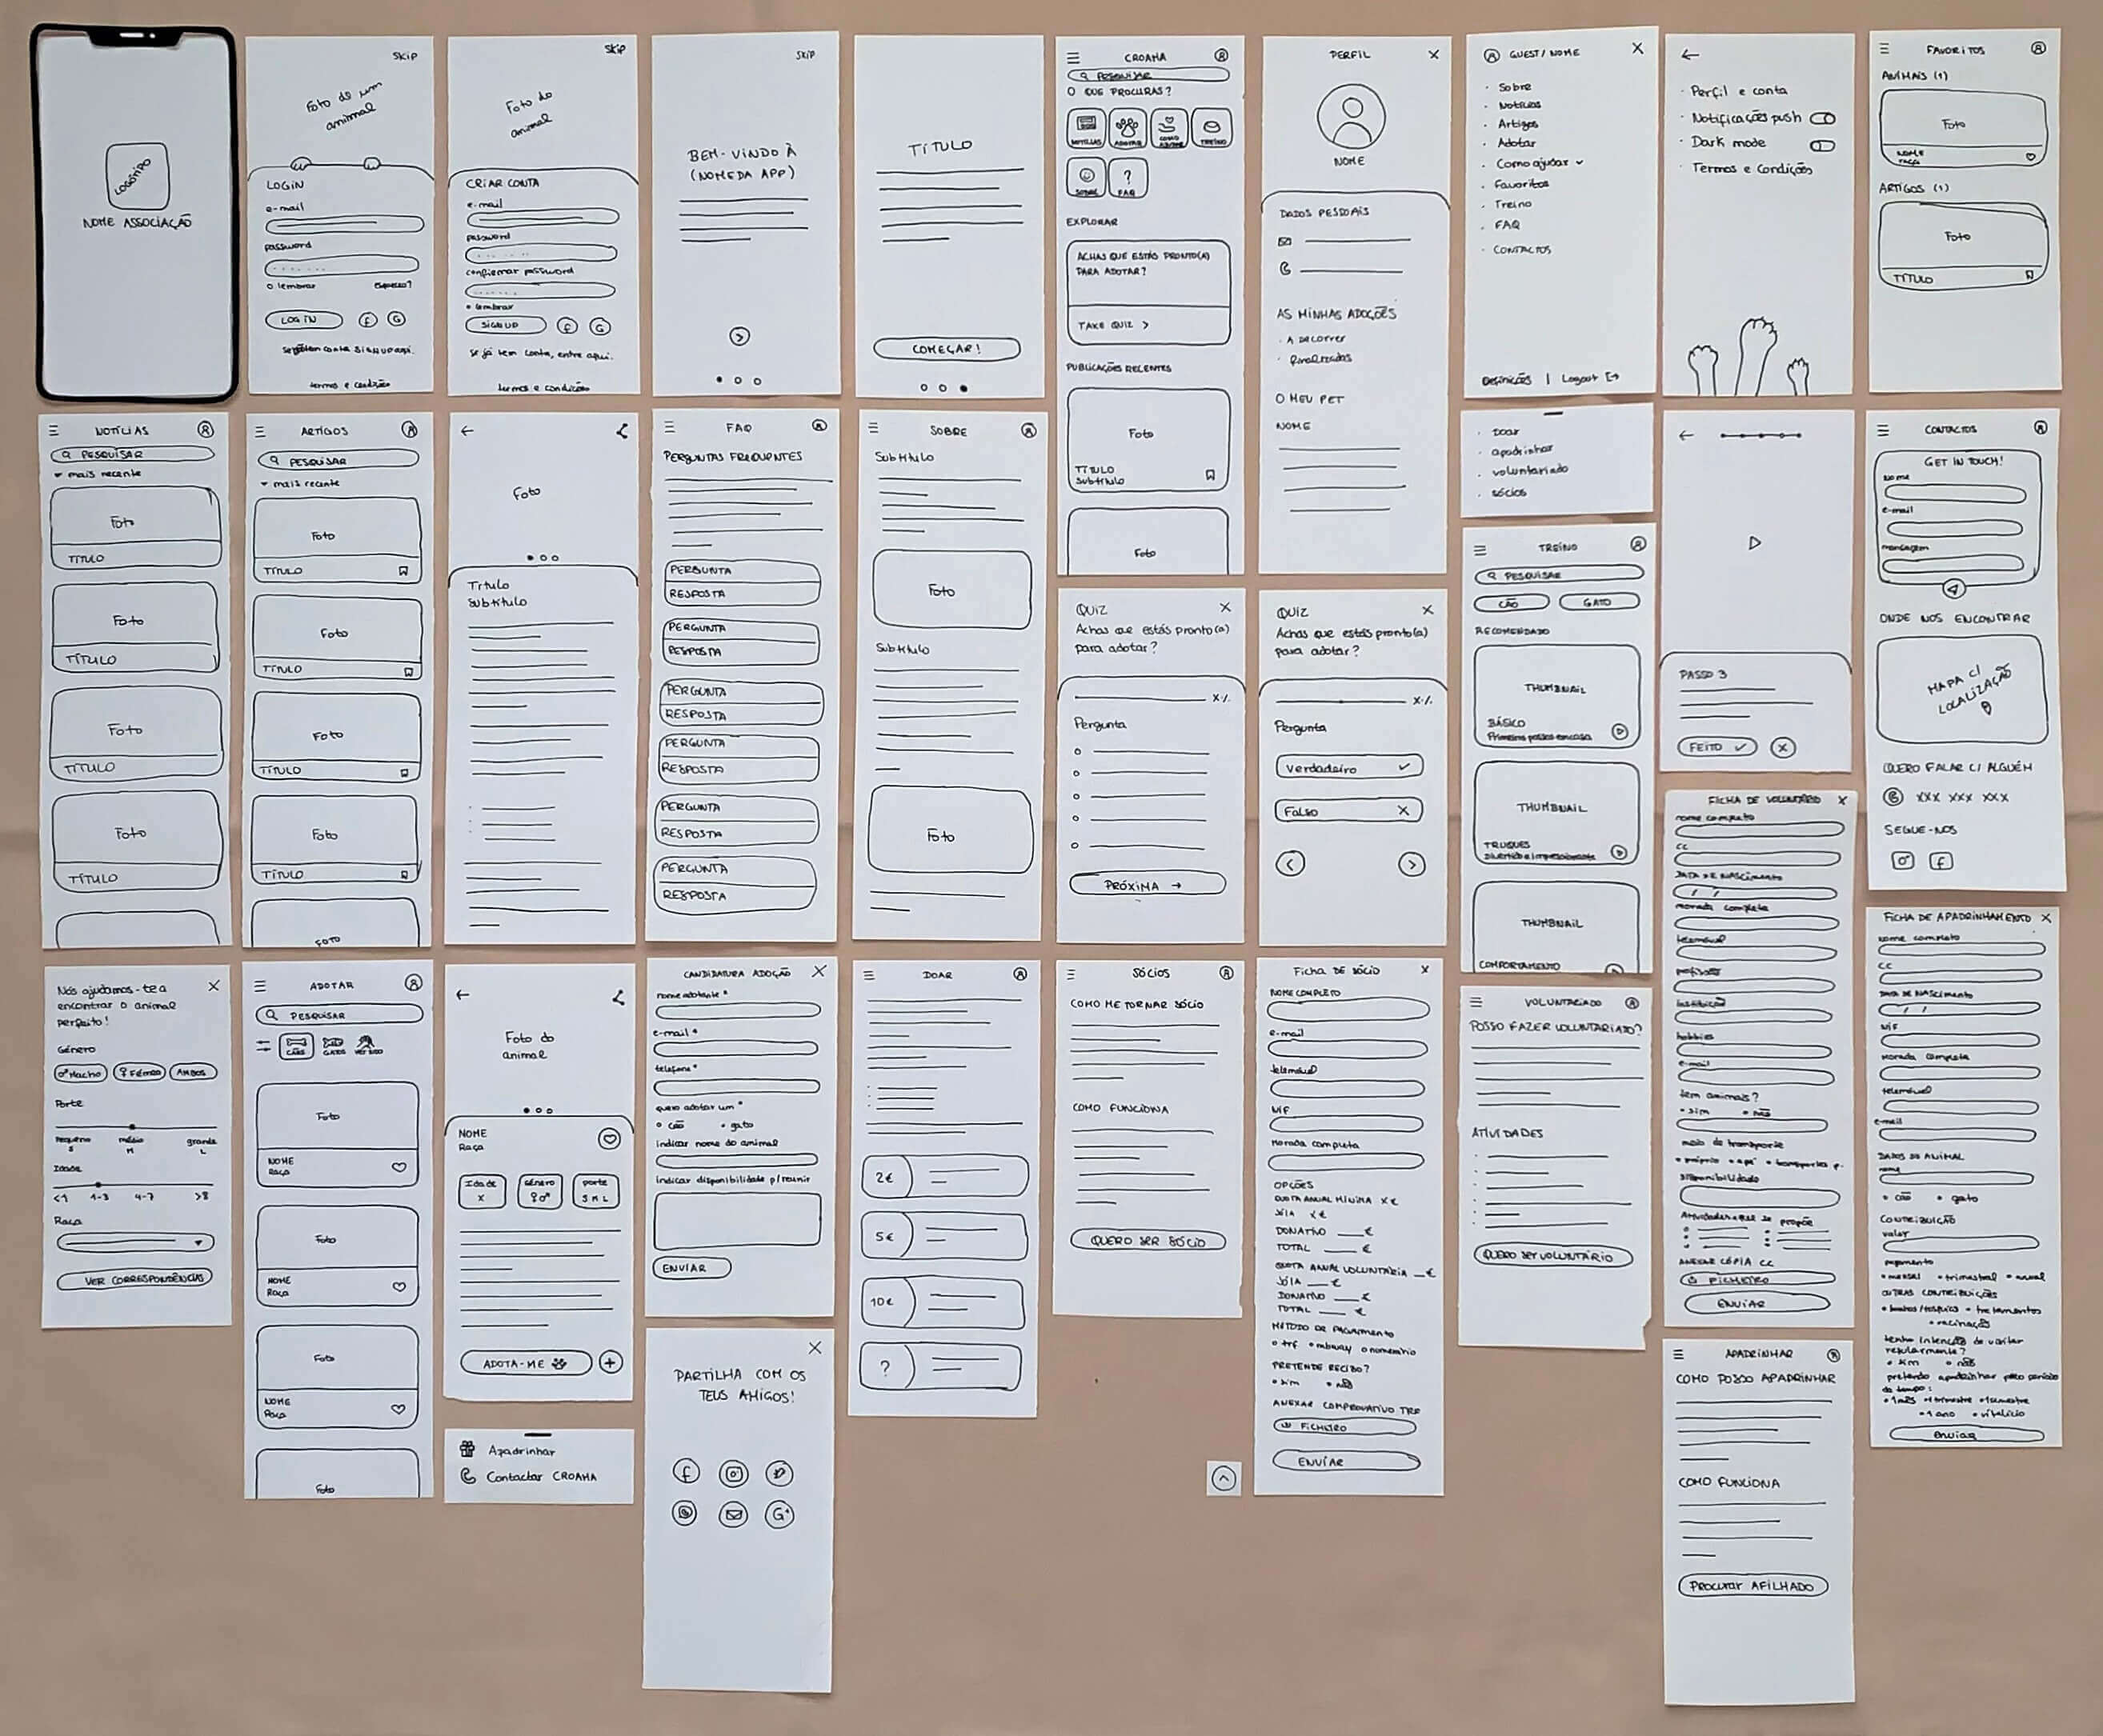 LOGÓTIPO
NOME ASSOCIAÇÃO
SKIP
Foto de um
animal
LOGIN
e-mail
password
o lembrar
esqueceu?
LOGIN
f G
termos e condição
SKIP
Foto do
animal
CRIAR CONTA
e-mail
password
confirmar password
lembrar
SIGN UP
f G
Se já tem conta, entre aqui.
termos e condição
SKIP
BEM-VINDO À
(NOME DA APP)
TÍTULO
COMEÇAR!
CROAMA
PESQUISAR
O QUE PROCURAS?
NOTÍCIAS
ADOTAR
COMO AJUDAR
TREINO
SOBRE
?
FAQ
EXPLORAR
ACHAS QUE ESTÁS PRONTO(A)
PARA ADOTAR?
TAKE QUIZ >
PUBLICAÇÕES RECENTES
Foto
TÍTULO
Subtítulo
Foto
PERFIL X
NOME
DADOS PESSOAIS
AS MINHAS ADOÇÕES
· A DECORRER
· finalizadas
O MEU PET
NOME
GUEST/NOME X
· Sobre
· Notícias
· Artigos
· Adotar
· Como ajudar
· Favoritos
· Treino
· FAQ
· CONTACTOS
Definições | Logout
· Perfil e conta
· Notificações push
· Dark mode
· Termos e Condição
FAVORITOS
ANIMAIS (1)
Foto
NOME
RAÇA
ARTIGOS (1)
Foto
TÍTULO
NOTÍCIAS
PESQUISAR
mais recente
Foto
TÍTULO
Foto
TÍTULO
Foto
TÍTULO
Foto
TÍTULO
ARTIGOS
PESQUISAR
mais recente
Foto
TÍTULO
Foto
TÍTULO
Foto
TÍTULO
Foto
TÍTULO
FOTO
Foto
Título
Subtítulo
FAQ
PERGUNTAS FREQUENTES
PERGUNTA
RESPOSTA
PERGUNTA
RESPOSTA
PERGUNTA
RESPOSTA
PERGUNTA
RESPOSTA
PERGUNTA
RESPOSTA
PERGUNTA
RESPOSTA
SOBRE
Subtítulo
Foto
Subtítulo
Foto
QUIZ X
Achas que estás pronto(a)
para adotar?
X%
Pergunta
PRÓXIMA →
QUIZ X
Achas que estás pronto(a)
para adotar?
X%
Pergunta
Verdadeiro
Falso X
· Doar
· apadrinhar
· voluntariado
· sócios
TREINO
PESQUISAR
CÃO GATO
RECOMENDADO
THUMBNAIL
BÁSICO
Primeiros passos em casa
THUMBNAIL
TRUQUES
THUMBNAIL
COMPORTAMENTO
PASSO 3
FEITO
CONTACTOS
GET IN TOUCH!
Nome
e-mail
mensagem
ONDE NOS ENCONTRAR
MAPA C/
LOCALIZAÇÃO
QUERO FALAR C/ ALGUÉM
XXX XXX XXX
SEGUE-NOS
f
Nós ajudamos-te a X
encontrar o animal
perfeito!
Género
Macho Fémea AMBOS
Porte
Pequeno médio grande
S M L
Idade
<1 1-3 4-7 >8
Raça
VER CORRESPONDÊNCIAS
ADOTAR
PESQUISAR
CÃES GATOS VER TUDO
Foto
NOME
Raça
Foto
NOME
Raça
Foto
NOME
Raça
Foto
Foto do
animal
NOME
Raça
Idade
X
Género
Porte
S M L
ADOTA-ME
Apadrinhar
Contactar CROAMA
CANDIDATURA ADOÇÃO X
nome adotante *
e-mail *
telefone *
quero adotar um *
cão gato
indicar nome do animal
indicar disponibilidade p/reunir
ENVIAR
PARTILHA COM OS
TEUS AMIGOS!
f
G+
DOAR
2€
5€
10€
?
SÓCIOS
COMO ME TORNAR SÓCIO
COMO FUNCIONA
QUERO SER SÓCIO
Ficha DE SÓCIO X
NOME COMPLETO
e-mail
telemóvel
NIF
Morada completa
OPÇÕES
QUOTA ANUAL MÍNIMA X€
JÓIA X€
DONATIVO ___€
TOTAL ___€
QUOTA ANUAL VOLUNTÁRIA _€
JÓIA ___€
DONATIVO ___€
TOTAL ___€
MÉTODO DE PAGAMENTO
trf mbway numerário
PRETENDE RECIBO?
sim não
ANEXAR COMPROVATIVO TRF
FICHEIRO
ENVIAR
VOLUNTARIADO
POSSO FAZER VOLUNTARIADO?
ATIVIDADES
QUERO SER VOLUNTÁRIO
FICHA DE VOLUNTÁRIO X
nome completo
CC
DATA DE NASCIMENTO
/ /
morada completa
telemóvel
profissão
Instituição
hobbies
e-mail
tem animais?
sim não
meio de transporte
próprio a pé transportes p.
Disponibilidade
Atividades que se propõe
ANEXAR CÓPIA CC
FICHEIRO
ENVIAR
APADRINHAR
COMO POSSO APADRINHAR
COMO FUNCIONA
PROCURAR AFILHADO
FICHA DE APADRINHAMENTO X
Nome completo
CC
DATA DE NASCIMENTO
/ /
NIF
Morada completa
telemóvel
e-mail
DADOS DO ANIMAL
nome
cão gato
CONTRIBUIÇÃO
valor
pagamento
mensal trimestral anual
OUTRAS CONTRIBUIÇÕES
banhos/tosquia tratamentos
vacinação
tenho intenção de visitar
regularmente?
sim não
pretendo apadrinhar pelo período
de tempo:
1 mês 1 trimestre 1 semestre
1 ano vitalício
Enviar